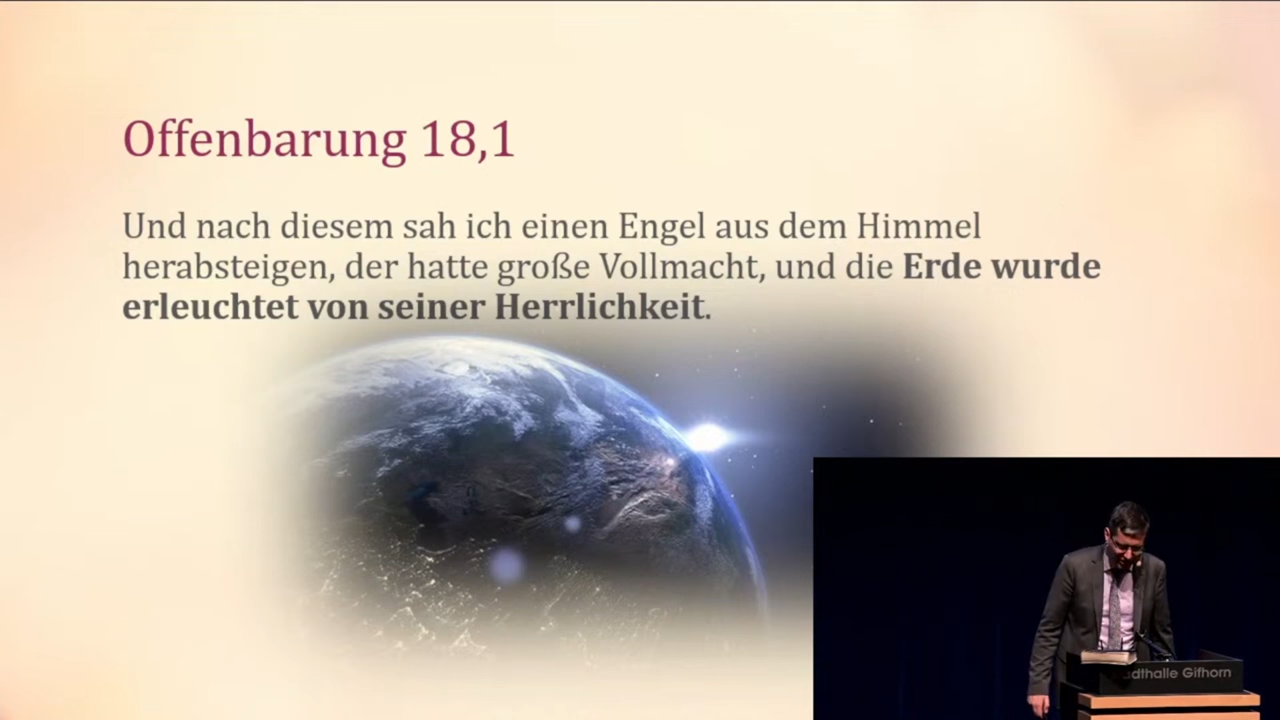 Offenbarung 18,1
Und nach diesem sah ich einen Engel aus dem Himmel
herabsteigen, der hatte große Vollmacht, und die Erde wurde
erleuchtet von seiner Herrlichkeit.
Gifhorn